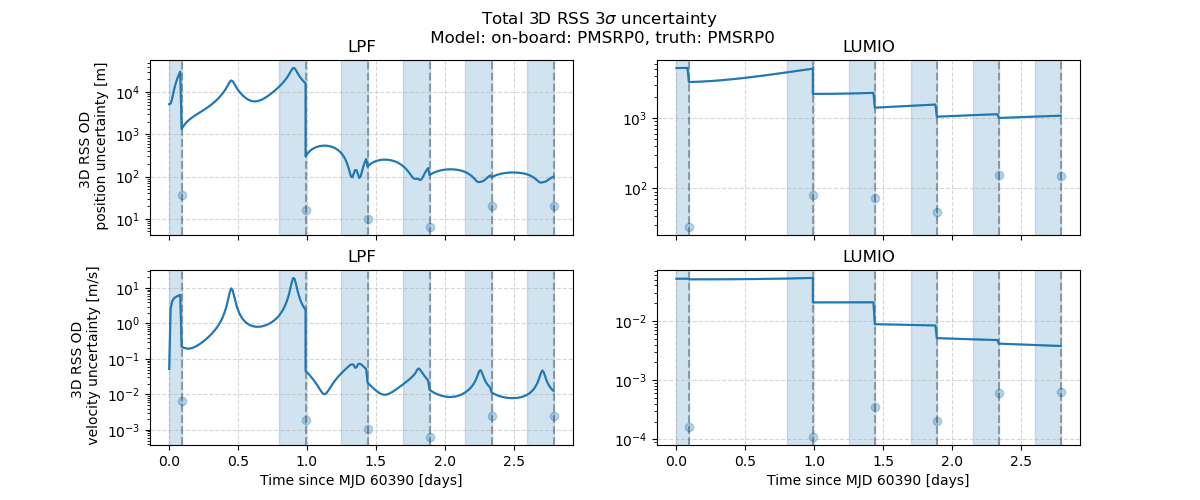 Total 3D RSS 3σ uncertainty
Model: on-board: PMSRP0, truth: PMSRP0
LPF
LUMIO
3D RSS OD
position uncertainty [m]
10⁴
10³
10²
10¹
10³
10²
LPF
LUMIO
3D RSS OD
velocity uncertainty [m/s]
10¹
10⁰
10⁻¹
10⁻²
10⁻³
10⁻²
10⁻³
10⁻⁴
0.0 0.5 1.0 1.5 2.0 2.5
0.0 0.5 1.0 1.5 2.0 2.5
Time since MJD 60390 [days]
Time since MJD 60390 [days]